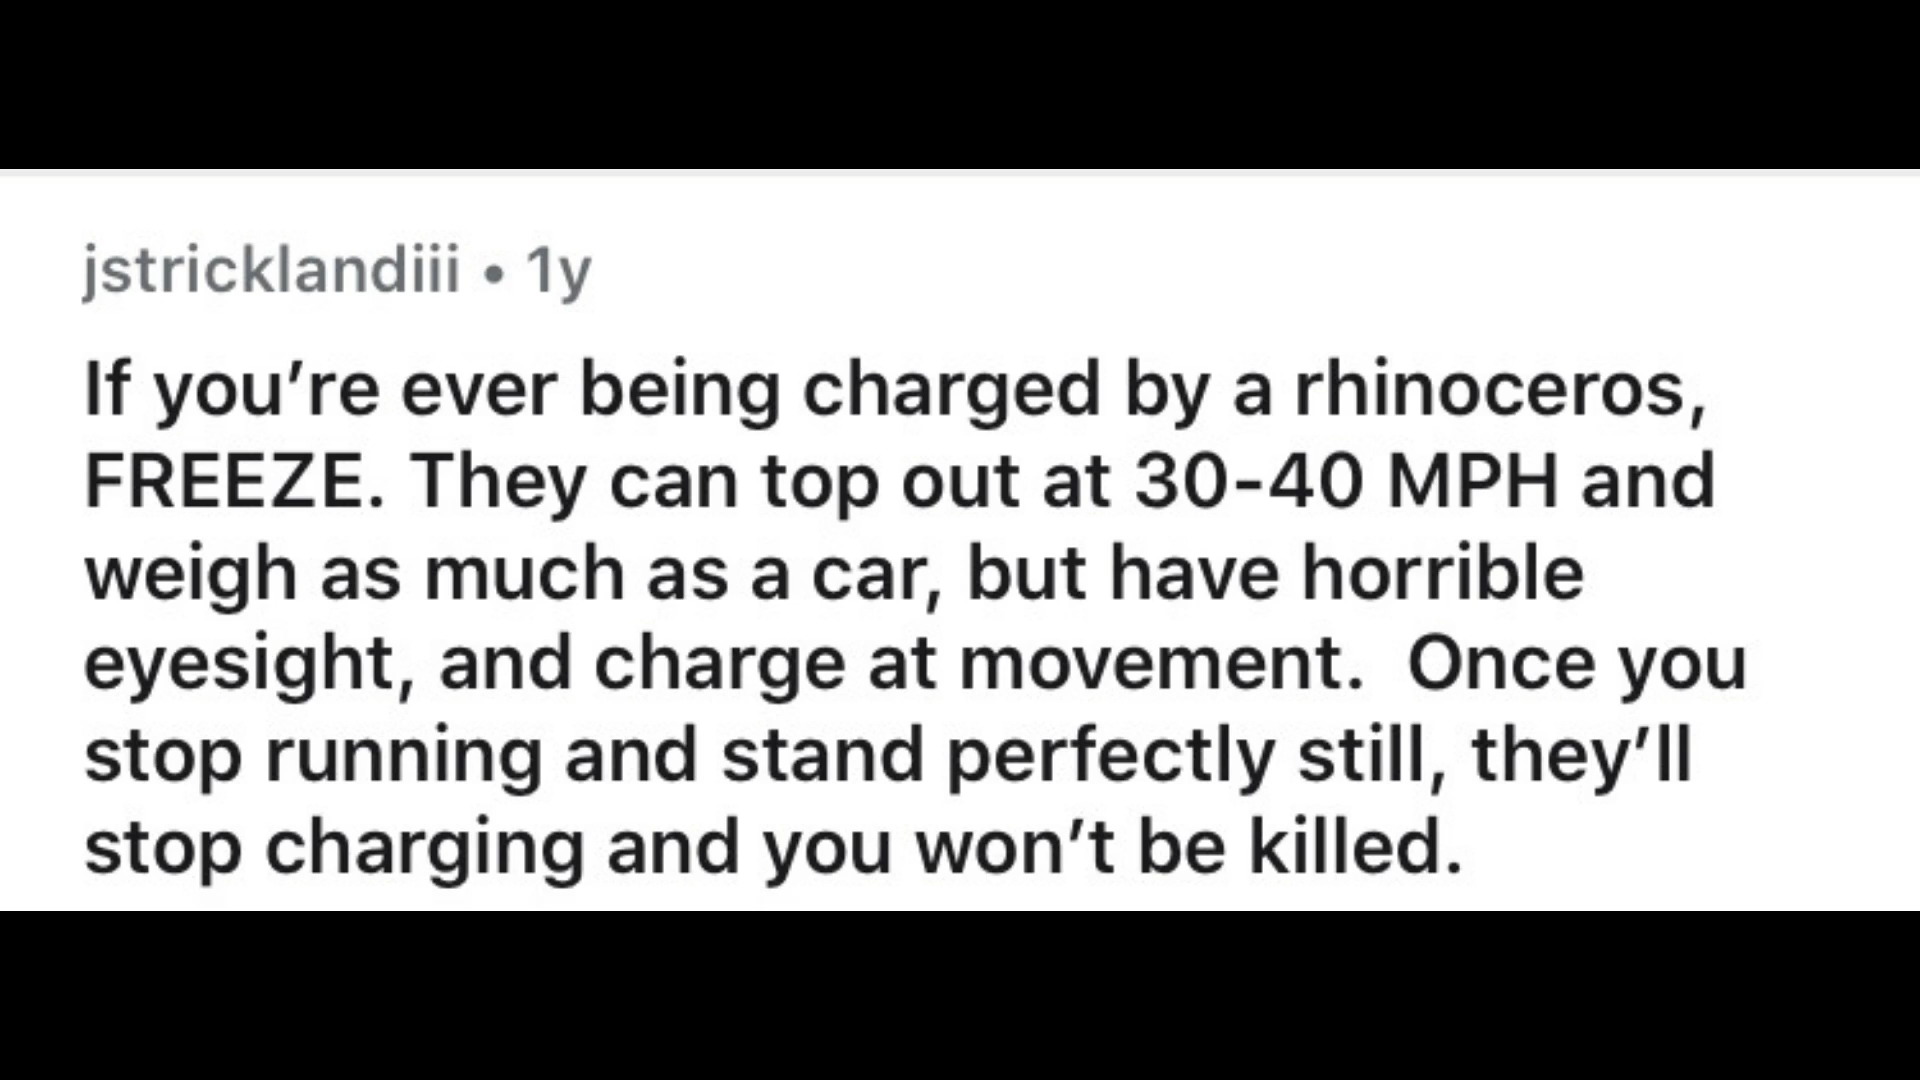 jstricklandiii • 1y
If you’re ever being charged by a rhinoceros,
FREEZE. They can top out at 30-40 MPH and
weigh as much as a car, but have horrible
eyesight, and charge at movement.  Once you
stop running and stand perfectly still, they’ll
stop charging and you won’t be killed.